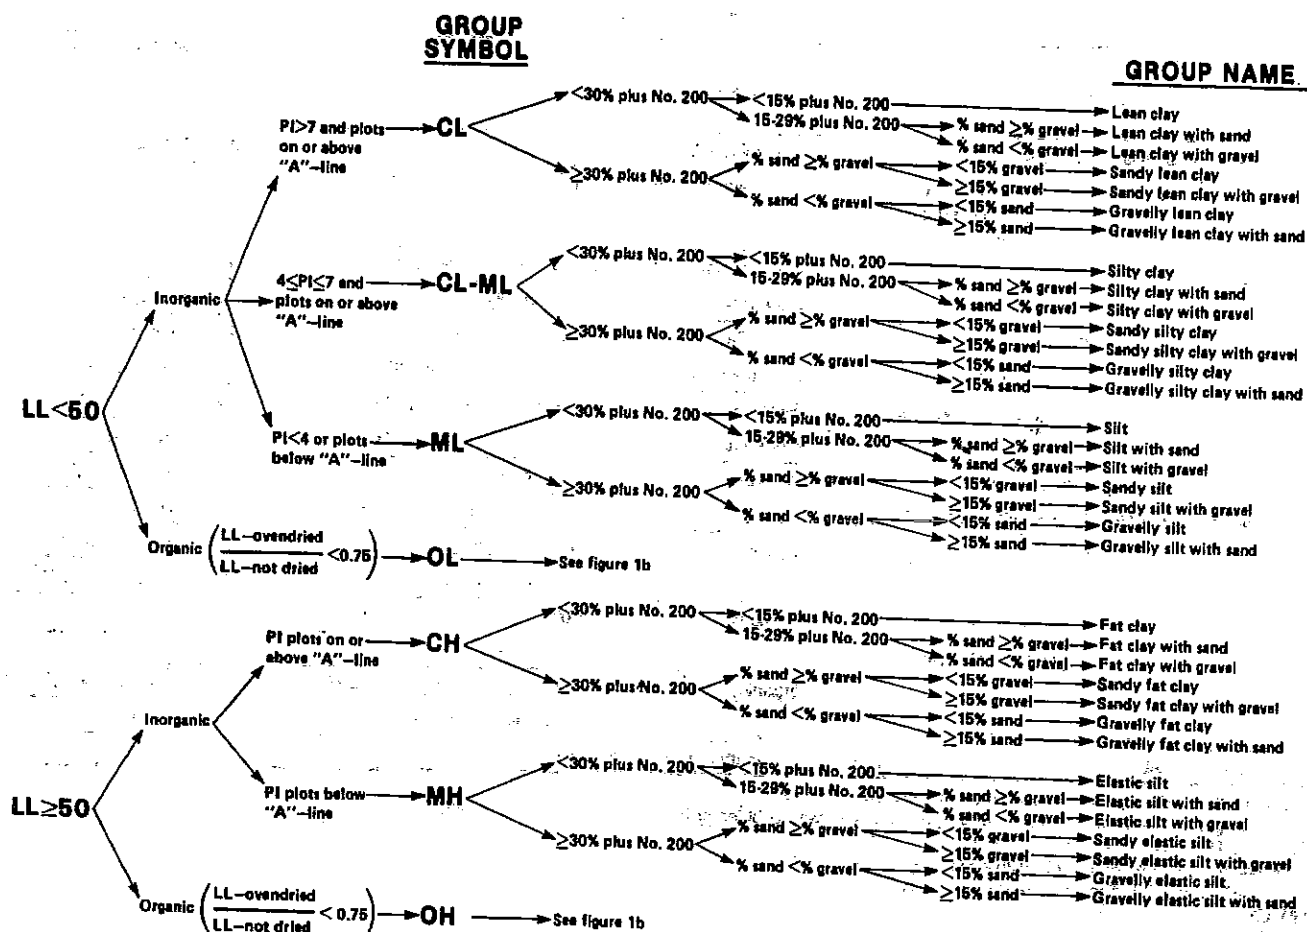 GROUP
SYMBOL
GROUP NAME
LL<50
Inorganic
PI>7 and plots
on or above
"A"–line
CL
<30% plus No. 200
<15% plus No. 200
Lean clay
15-29% plus No. 200
% sand ≥% gravel
Lean clay with sand
% sand <% gravel
Lean clay with gravel
≥30% plus No. 200
% sand ≥% gravel
<15% gravel
Sandy lean clay
≥15% gravel
Sandy lean clay with gravel
% sand <% gravel
<15% sand
Gravelly lean clay
≥15% sand
Gravelly lean clay with sand
4≤PI≤7 and
plots on or above
"A"–line
CL-ML
<30% plus No. 200
<15% plus No. 200
Silty clay
15-29% plus No. 200
% sand ≥% gravel
Silty clay with sand
% sand <% gravel
Silty clay with gravel
≥30% plus No. 200
% sand ≥% gravel
<15% gravel
Sandy silty clay
≥15% gravel
Sandy silty clay with gravel
% sand <% gravel
<15% sand
Gravelly silty clay
≥15% sand
Gravelly silty clay with sand
PI<4 or plots
below "A"–line
ML
<30% plus No. 200
<15% plus No. 200
Silt
15-29% plus No. 200
% sand ≥% gravel
Silt with sand
% sand <% gravel
Silt with gravel
≥30% plus No. 200
% sand ≥% gravel
<15% gravel
Sandy silt
≥15% gravel
Sandy silt with gravel
% sand <% gravel
<15% sand
Gravelly silt
≥15% sand
Gravelly silt with sand
Organic (LL–ovendried
LL–not dried <0.75)
OL
See figure 1b
LL≥50
Inorganic
PI plots on or
above "A"–line
CH
<30% plus No. 200
<15% plus No. 200
Fat clay
15-29% plus No. 200
% sand ≥% gravel
Fat clay with sand
% sand <% gravel
Fat clay with gravel
≥30% plus No. 200
% sand ≥% gravel
<15% gravel
Sandy fat clay
≥15% gravel
Sandy fat clay with gravel
% sand <% gravel
<15% sand
Gravelly fat clay
≥15% sand
Gravelly fat clay with sand
PI plots below
"A"–line
MH
<30% plus No. 200
<15% plus No. 200
Elastic silt
15-29% plus No. 200
% sand ≥% gravel
Elastic silt with sand
% sand <% gravel
Elastic silt with gravel
≥30% plus No. 200
% sand ≥% gravel
<15% gravel
Sandy elastic silt
≥15% gravel
Sandy elastic silt with gravel
% sand <% gravel
<15% sand
Gravelly elastic silt
≥15% sand
Gravelly elastic silt with sand
Organic (LL–ovendried
LL–not dried <0.75)
OH
See figure 1b